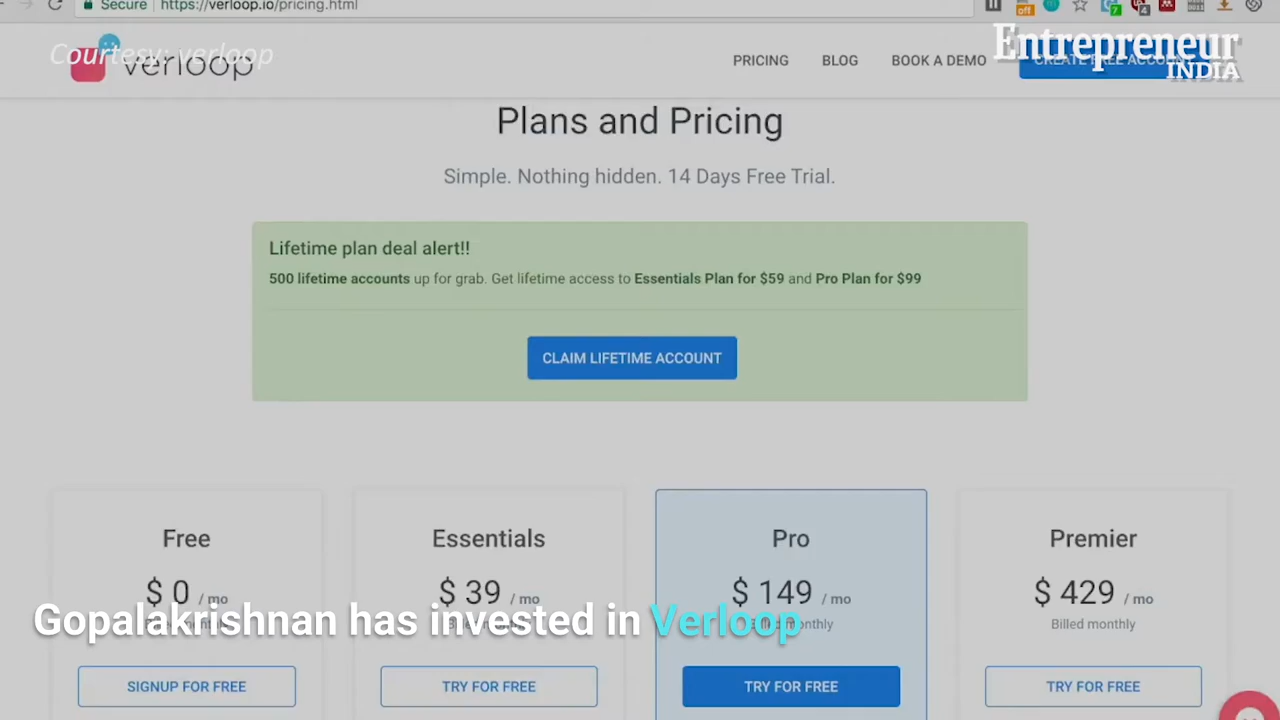 Secure https://verloop.io/pricing.html
Courtesy: verloop
verloop
PRICING BLOG BOOK A DEMO CREATE FREE ACCOUNT
Entrepreneur
INDIA
Plans and Pricing
Simple. Nothing hidden. 14 Days Free Trial.
Lifetime plan deal alert!!
500 lifetime accounts up for grab. Get lifetime access to Essentials Plan for $59 and Pro Plan for $99
CLAIM LIFETIME ACCOUNT
Free Essentials Pro Premier
$ 0 / mo $ 39 / mo $ 149 / mo $ 429 / mo
Gopalakrishnan has invested in Verloop
Billed monthly
SIGNUP FOR FREE TRY FOR FREE TRY FOR FREE TRY FOR FREE